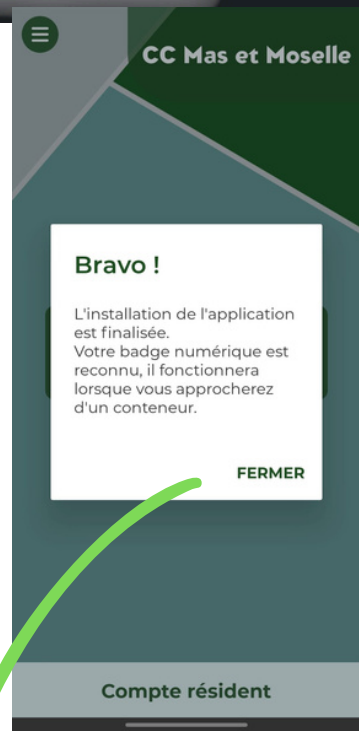 CC Mas et Moselle
Bravo !
L'installation de l'application
est finalisée.
Votre badge numérique est
reconnu, il fonctionnera
lorsque vous approcherez
d'un conteneur.
FERMER
Compte résident